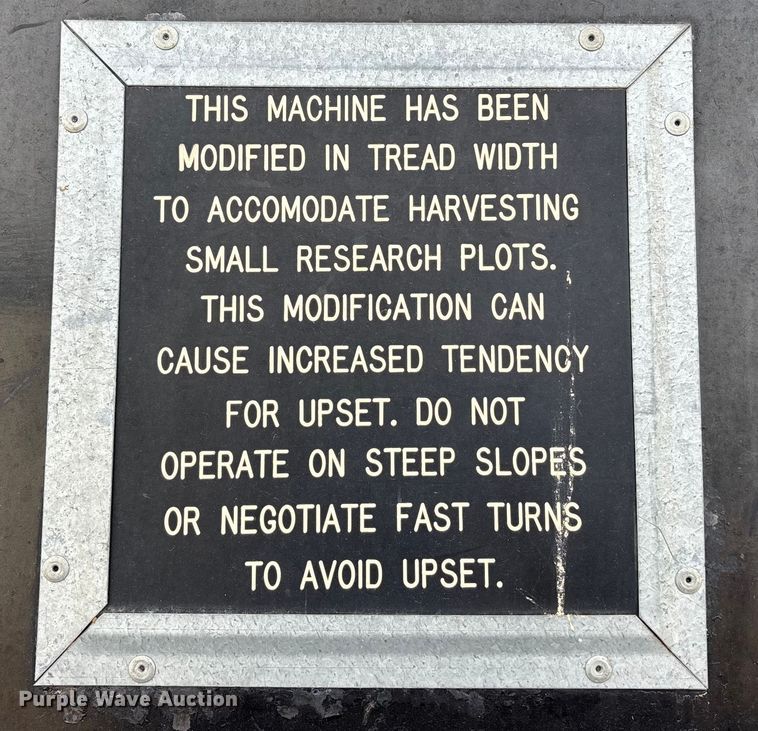 THIS MACHINE HAS BEEN
MODIFIED IN TREAD WIDTH
TO ACCOMODATE HARVESTING
SMALL RESEARCH PLOTS.
THIS MODIFICATION CAN
CAUSE INCREASED TENDENCY
FOR UPSET. DO NOT
OPERATE ON STEEP SLOPES
OR NEGOTIATE FAST TURNS
TO AVOID UPSET.
Purple Wave Auction